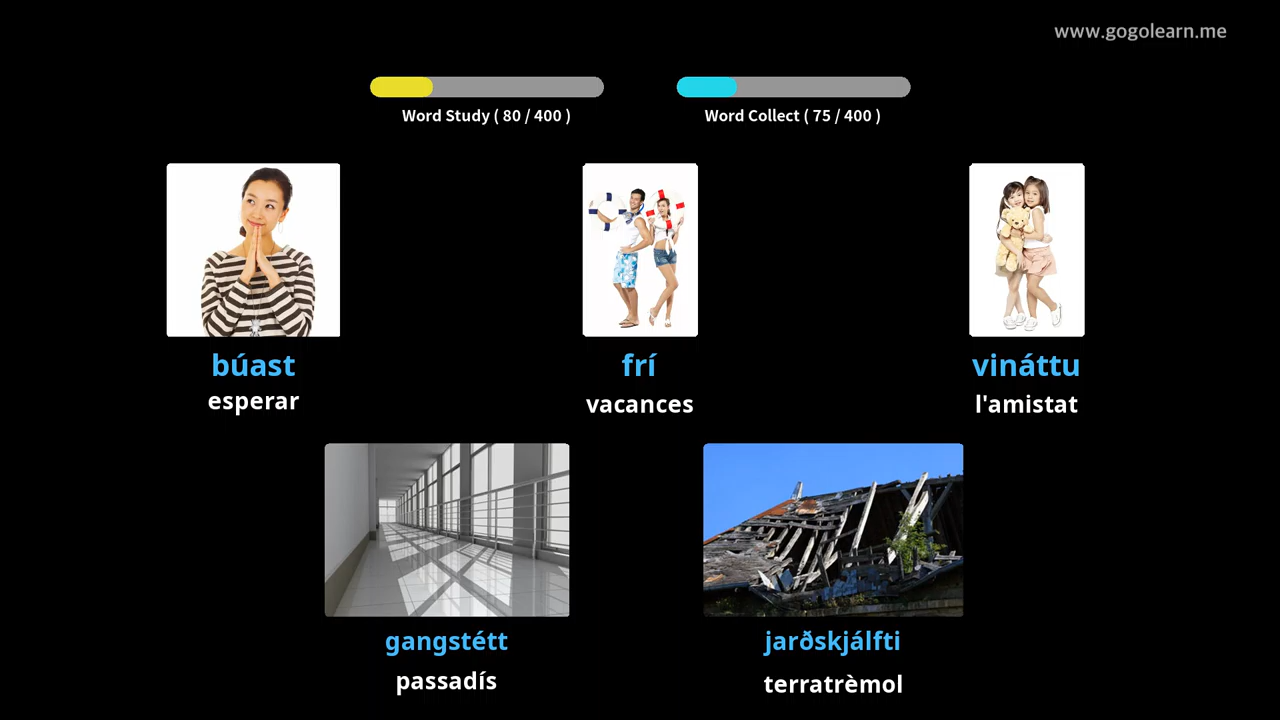 www.gogolearn.me
Word Study ( 80 / 400 )
Word Collect ( 75 / 400 )
búast
frí
vináttu
esperar
vacances
l'amistat
gangstétt
jarðskjálfti
passadís
terratrèmol